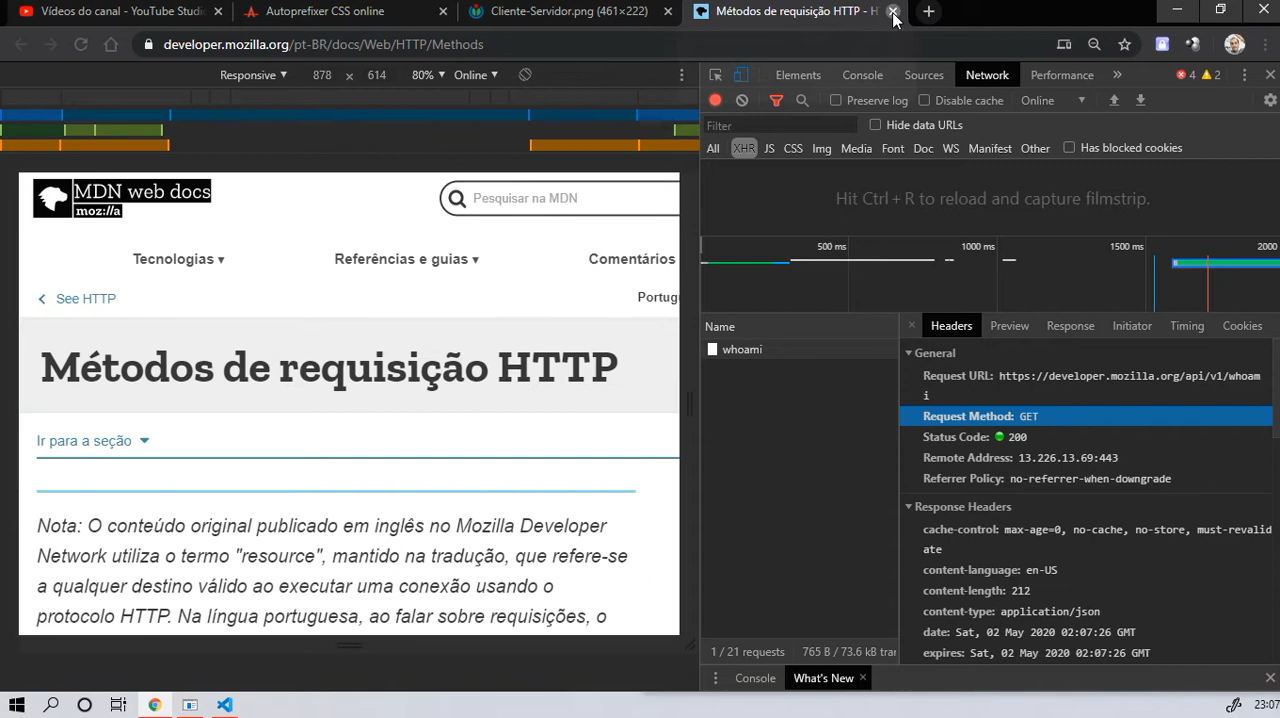 Vídeos do canal - YouTube Studi
Autoprefixer CSS online
Cliente-Servidor.png (461×222)
Métodos de requisição HTTP - H
developer.mozilla.org/pt-BR/docs/Web/HTTP/Methods
Responsive 878 × 614 80% Online
Elements Console Sources Network Performance 4 2
Preserve log Disable cache Online
Filter Hide data URLs
All XHR JS CSS Img Media Font Doc WS Manifest Other Has blocked cookies
Hit Ctrl + R to reload and capture filmstrip.
500 ms 1000 ms 1500 ms 2000
MDN web docs
moz://a
Pesquisar na MDN
Tecnologias Referências e guias Comentários
See HTTP
Portugu
Métodos de requisição HTTP
Ir para a seção
Nota: O conteúdo original publicado em inglês no Mozilla Developer
Network utiliza o termo "resource", mantido na tradução, que refere-se
a qualquer destino válido ao executar uma conexão usando o
protocolo HTTP. Na língua portuguesa, ao falar sobre requisições, o
Name
whoami
1 / 21 requests 765 B / 73.6 kB tran
Headers Preview Response Initiator Timing Cookies
General
Request URL: https://developer.mozilla.org/api/v1/whoam
i
Request Method: GET
Status Code: 200
Remote Address: 13.226.13.69:443
Referrer Policy: no-referrer-when-downgrade
Response Headers
cache-control: max-age=0, no-cache, no-store, must-revalid
ate
content-language: en-US
content-length: 212
content-type: application/json
date: Sat, 02 May 2020 02:07:26 GMT
expires: Sat, 02 May 2020 02:07:26 GMT
Console What's New
23:07